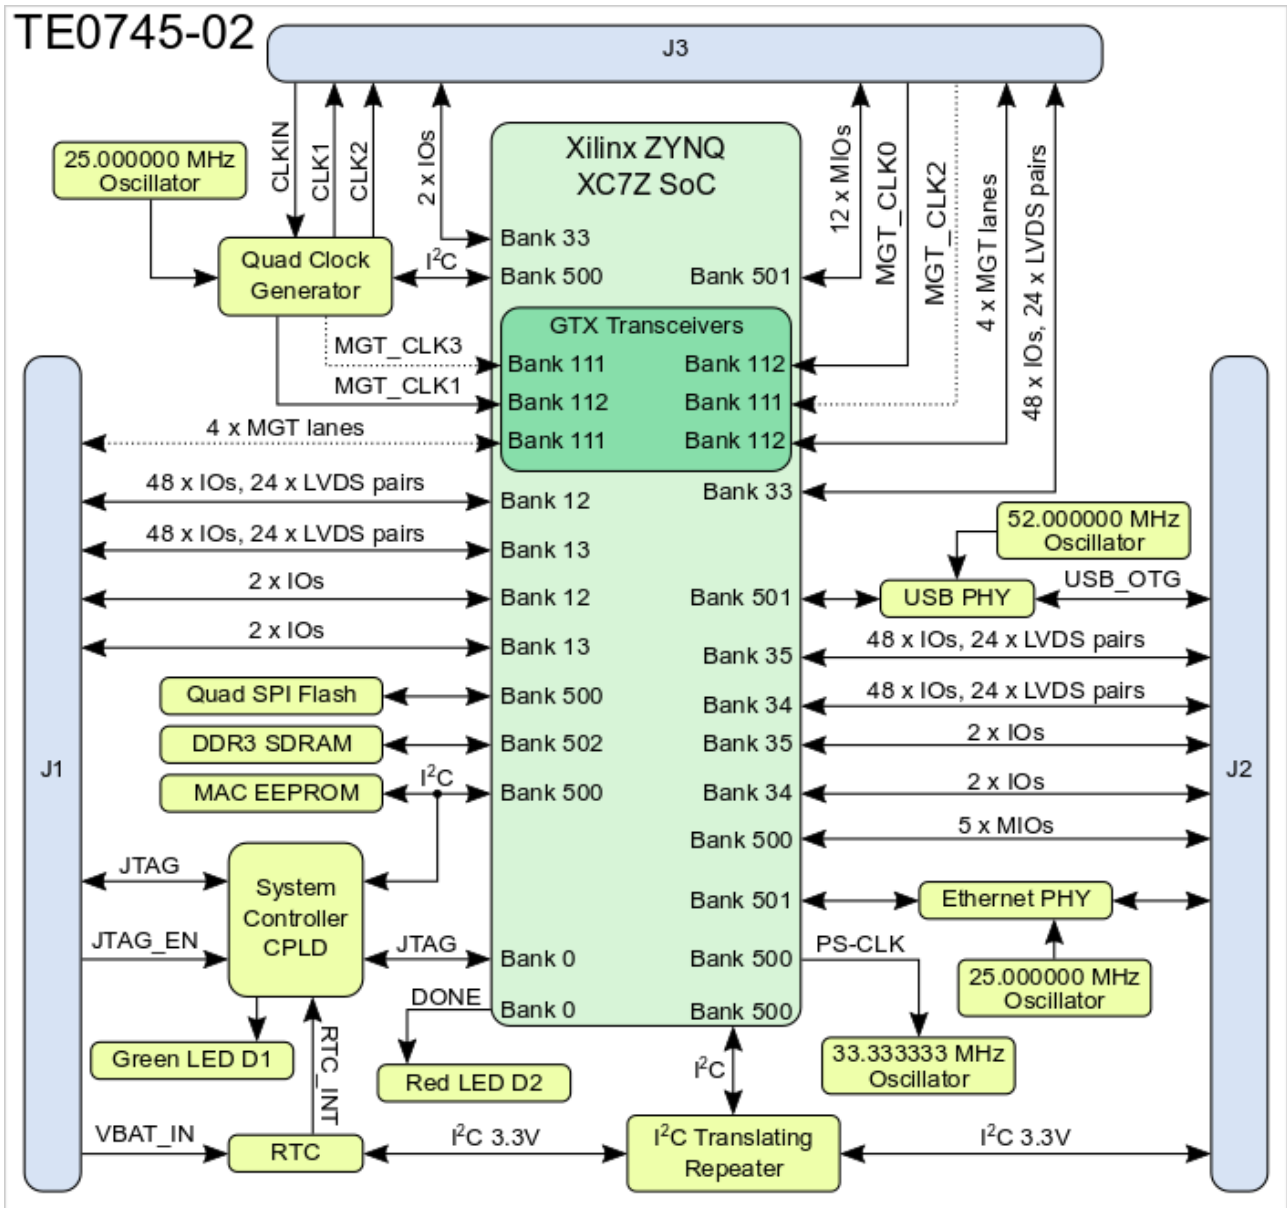 TE0745-02
J3
CLKIN
CLK1
CLK2
2 x IOs
12 x MIOs
MGT_CLK0
MGT_CLK2
4 x MGT lanes
48 x IOs, 24 x LVDS pairs
25.000000 MHz
Oscillator
Xilinx ZYNQ
XC7Z SoC
Quad Clock
Generator
I²C
Bank 33
Bank 500
Bank 501
GTX Transceivers
MGT_CLK3
Bank 111
Bank 112
MGT_CLK1
Bank 112
Bank 111
4 x MGT lanes
Bank 111
Bank 112
48 x IOs, 24 x LVDS pairs
Bank 12
Bank 33
48 x IOs, 24 x LVDS pairs
Bank 13
52.000000 MHz
Oscillator
2 x IOs
Bank 12
Bank 501
USB PHY
USB_OTG
2 x IOs
Bank 13
Bank 35
48 x IOs, 24 x LVDS pairs
Quad SPI Flash
Bank 500
Bank 34
48 x IOs, 24 x LVDS pairs
DDR3 SDRAM
Bank 502
Bank 35
2 x IOs
J1
J2
MAC EEPROM
I²C
Bank 500
Bank 34
2 x IOs
Bank 500
5 x MIOs
JTAG
System
Controller
CPLD
Bank 501
Ethernet PHY
JTAG_EN
JTAG
Bank 0
Bank 500
PS-CLK
25.000000 MHz
Oscillator
DONE
Bank 0
Bank 500
Green LED D1
RTC_INT
Red LED D2
I²C
33.333333 MHz
Oscillator
VBAT_IN
RTC
I²C 3.3V
I²C Translating
Repeater
I²C 3.3V